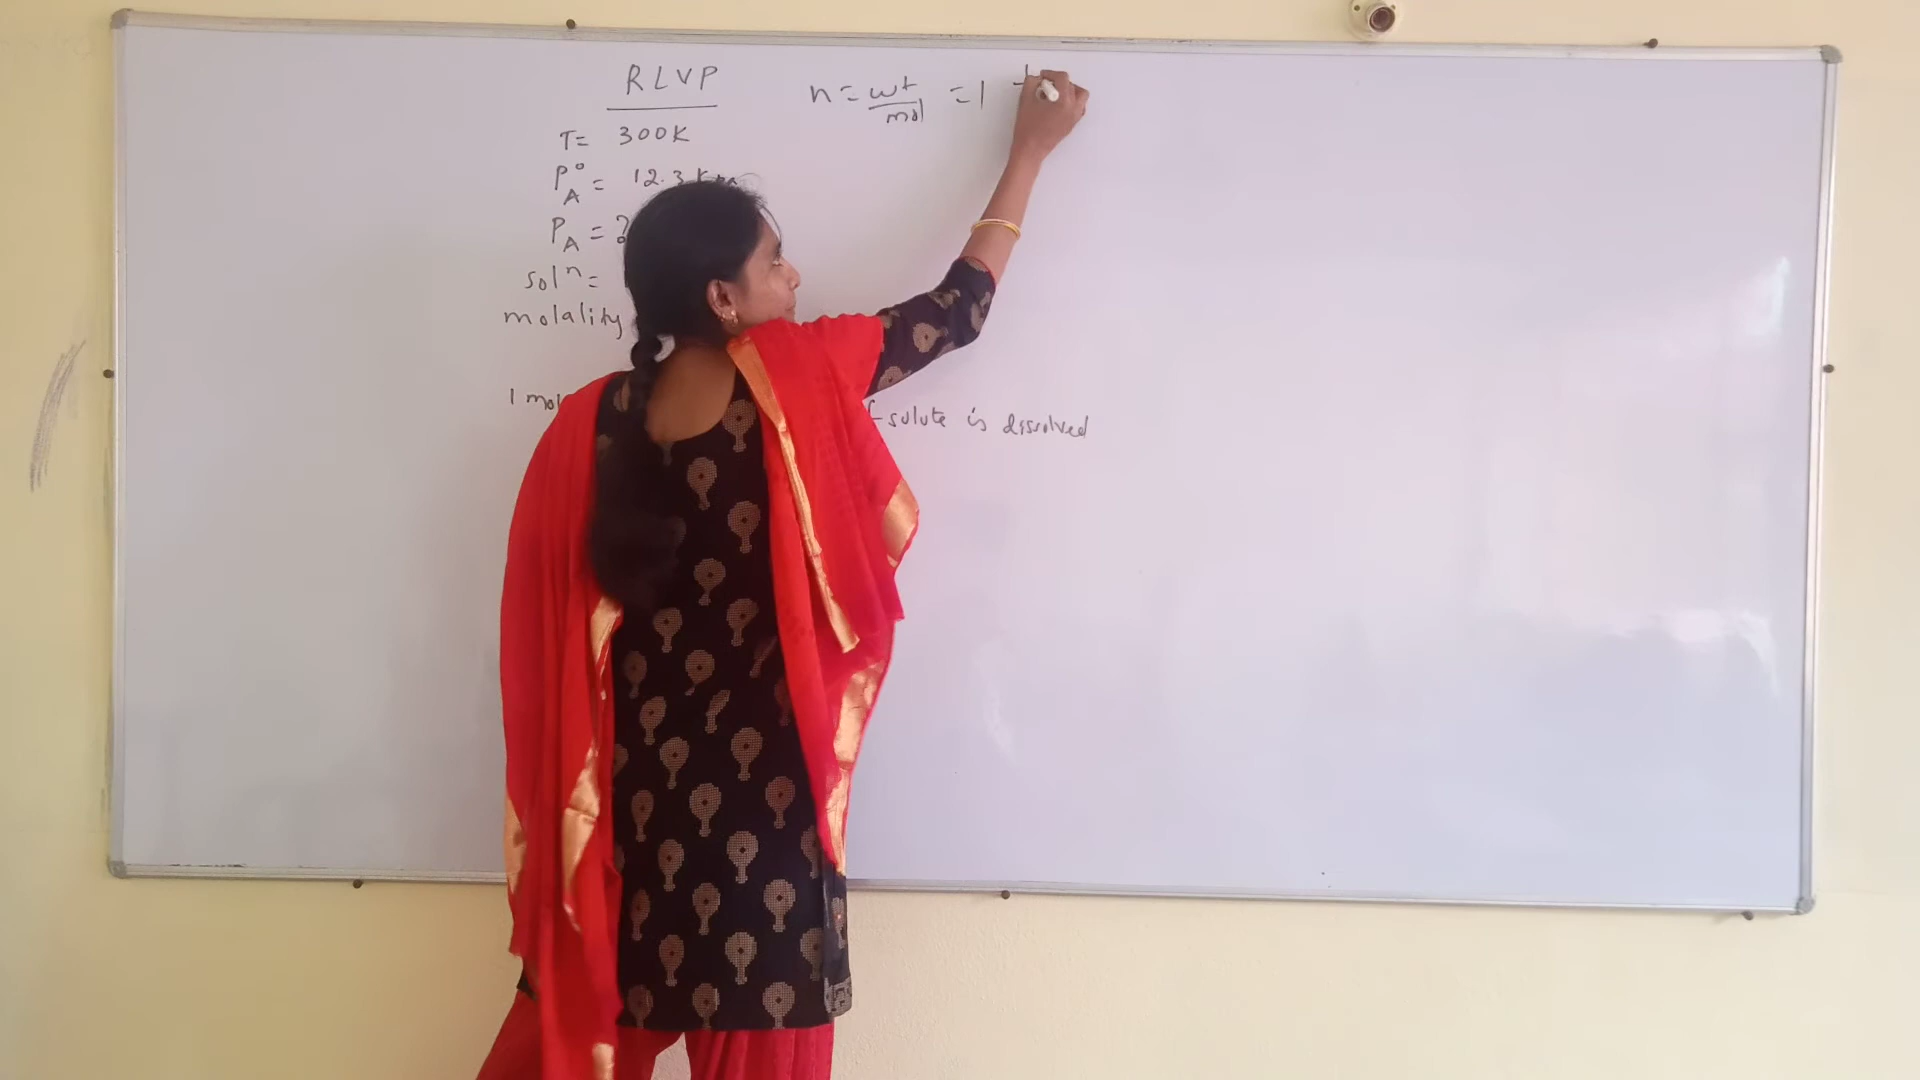 RLVP
n = wt/mol = 1
T = 300K
P°A = 12.3 Kpa
PA = ?
solⁿ =
molality
1 mol solute is dissolved